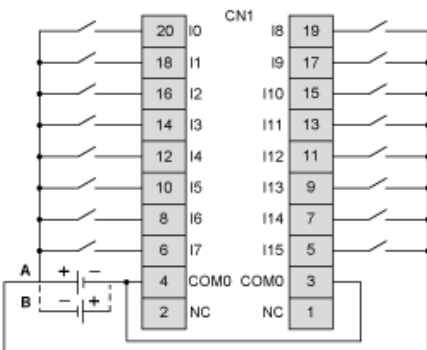 CN1
20 I0 I8 19
18 I1 I9 17
16 I2 I10 15
14 I3 I11 13
12 I4 I12 11
10 I5 I13 9
8 I6 I14 7
6 I7 I15 5
A + −
4 COM0 COM0 3
B − +
2 NC NC 1